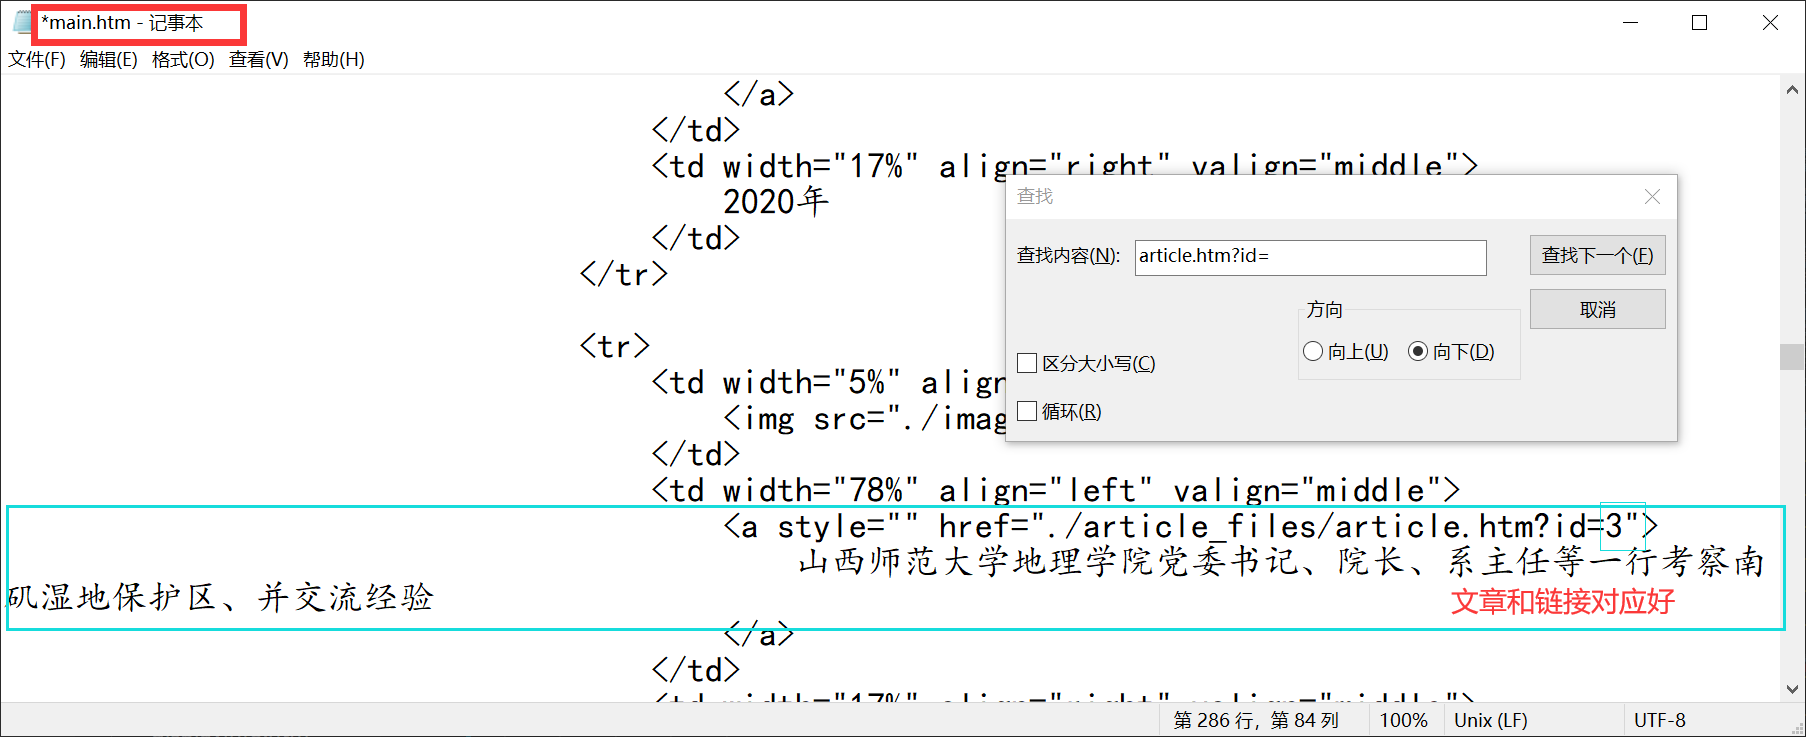 *main.htm - 记事本
文件(F) 编辑(E) 格式(O) 查看(V) 帮助(H)
</a>
</td>
<td width="17%" align="right" valign="middle">
2020年
</td>
</tr>
<tr>
<td width="5%" align
<img src="./imag
</td>
<td width="78%" align="left" valign="middle">
<a style="" href="./article_files/article.htm?id=3">
山西师范大学地理学院党委书记、院长、系主任等一行考察南
矶湿地保护区、并交流经验
文章和链接对应好
</a>
</td>
<td width="17%" align="right" valign="middle">
查找
查找内容(N): article.htm?id= 查找下一个(F)
方向 取消
向上(U) 向下(D)
区分大小写(C)
循环(R)
第 286 行，第 84 列 100% Unix (LF) UTF-8